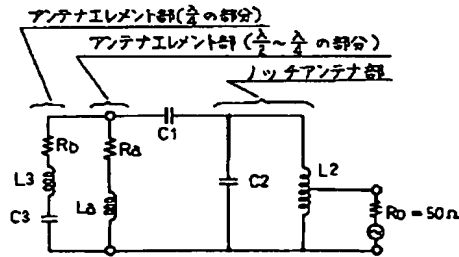 アンテナエレメント部(λ/4の部分)
アンテナエレメント部(λ/2~λ/4の部分)
ノッチアンテナ部
C1
Rb
Ra
L3
La
C3
C2
L2
Ro=50Ω